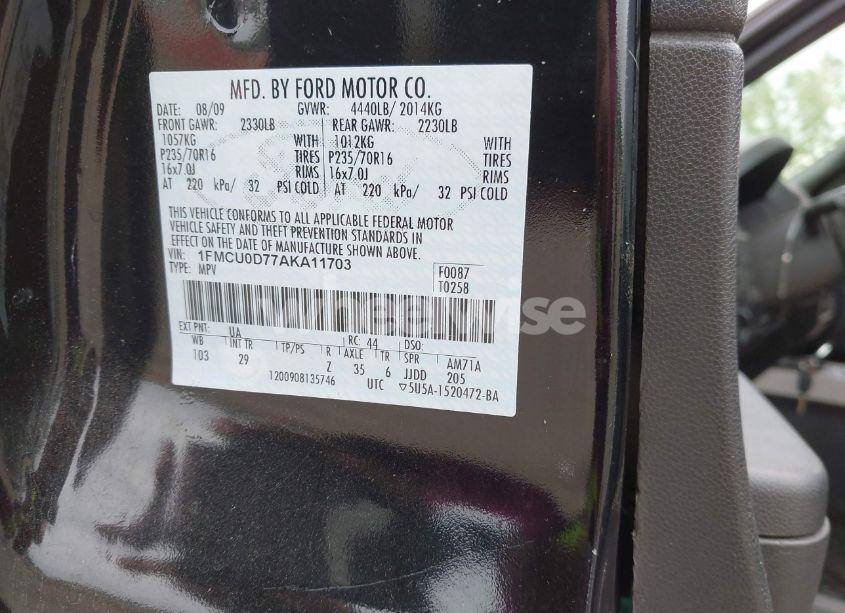 MFD. BY FORD MOTOR CO.
DATE: 08/09 GVWR: 4440LB/ 2014KG
FRONT GAWR: 2330LB REAR GAWR: 2230LB
1057KG WITH 1012KG WITH
P235/70R16 TIRES P235/70R16 TIRES
16x7.0J RIMS 16x7.0J RIMS
AT 220 kPa/ 32 PSI COLD AT 220 kPa/ 32 PSI COLD
THIS VEHICLE CONFORMS TO ALL APPLICABLE FEDERAL MOTOR
VEHICLE SAFETY AND THEFT PREVENTION STANDARDS IN
EFFECT ON THE DATE OF MANUFACTURE SHOWN ABOVE.
VIN: 1FMCU0D77AKA11703
TYPE: MPV
F0087
T0258
EXT PNT: UA RC: 44 DSO:
WB INT TR TP/PS R AXLE TR SPR AM71A
103 29 Z 35 6 JJDD 205
1200908135746 UTC ▽5U5A-1520472-BA